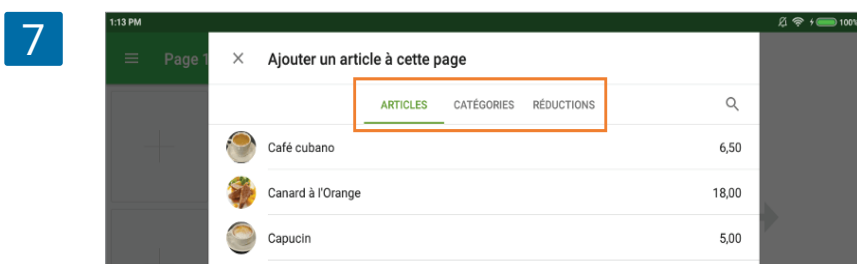 7
1:13 PM
100%
Page 1
Ajouter un article à cette page
ARTICLES CATÉGORIES RÉDUCTIONS
Café cubano 6,50
Canard à l'Orange 18,00
Capucin 5,00